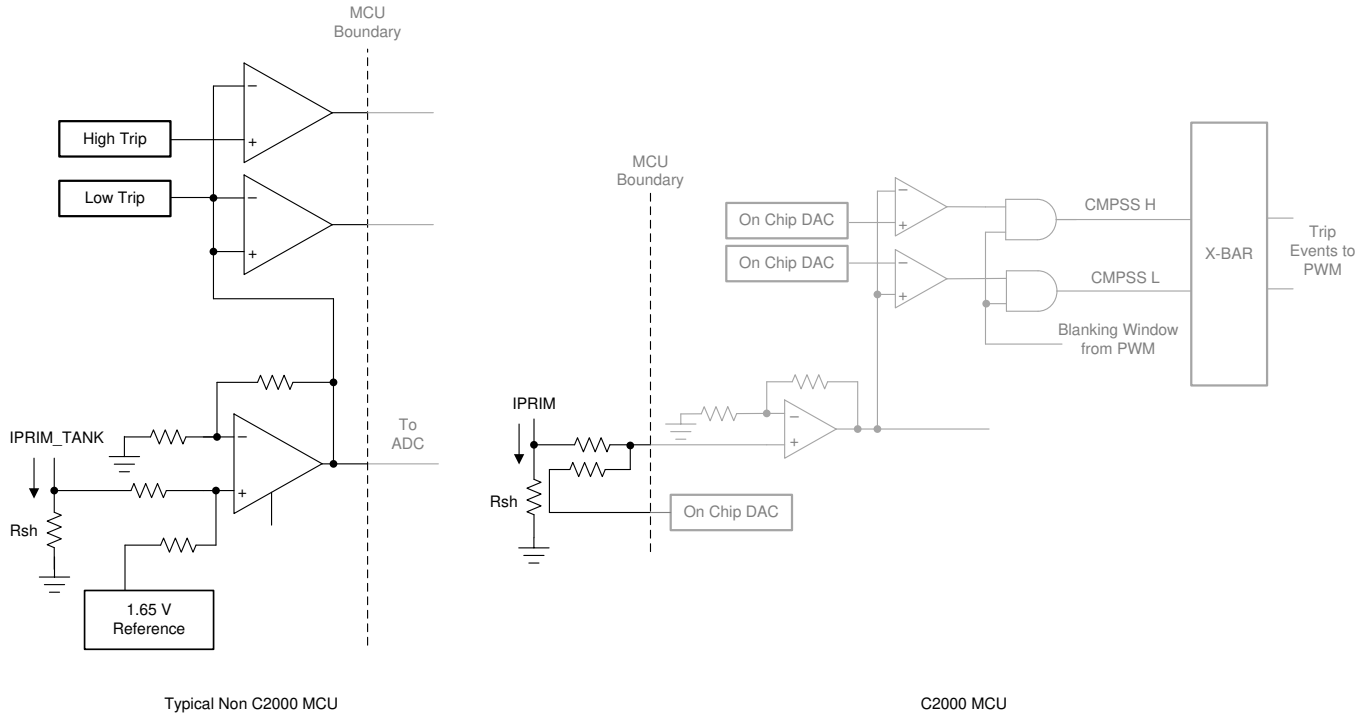 MCU
Boundary
High Trip
Low Trip
−
+
−
+
IPRIM_TANK
Rsh
−
+
To
ADC
1.65 V
Reference
Typical Non C2000 MCU
MCU
Boundary
On Chip DAC
On Chip DAC
−
+
−
+
CMPSS H
CMPSS L
Blanking Window
from PWM
X-BAR
Trip
Events to
PWM
IPRIM
Rsh
−
+
On Chip DAC
C2000 MCU